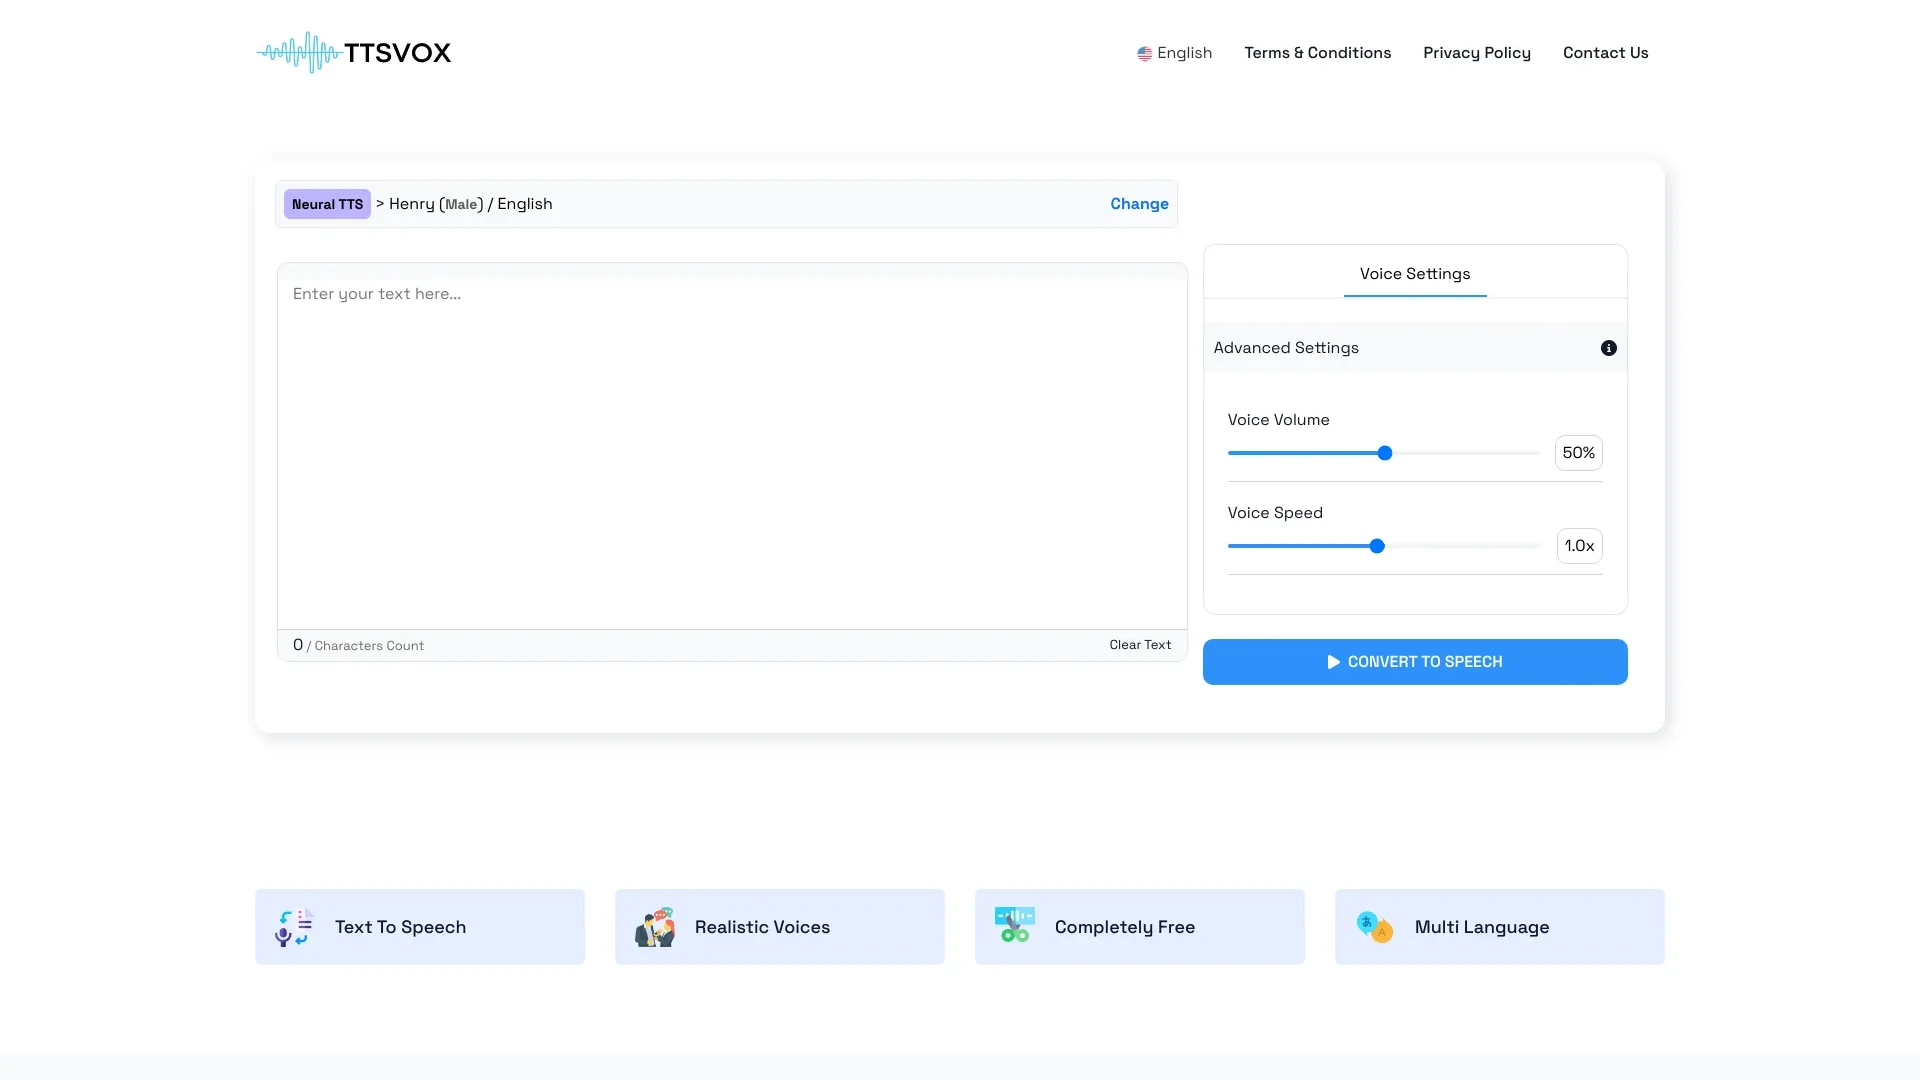 TTSVOX
English Terms & Conditions Privacy Policy Contact Us
Neural TTS > Henry (Male) / English Change
Enter your text here...
0 / Characters Count Clear Text
Voice Settings
Advanced Settings
Voice Volume
50%
Voice Speed
1.0x
CONVERT TO SPEECH
Text To Speech
Realistic Voices
Completely Free
Multi Language